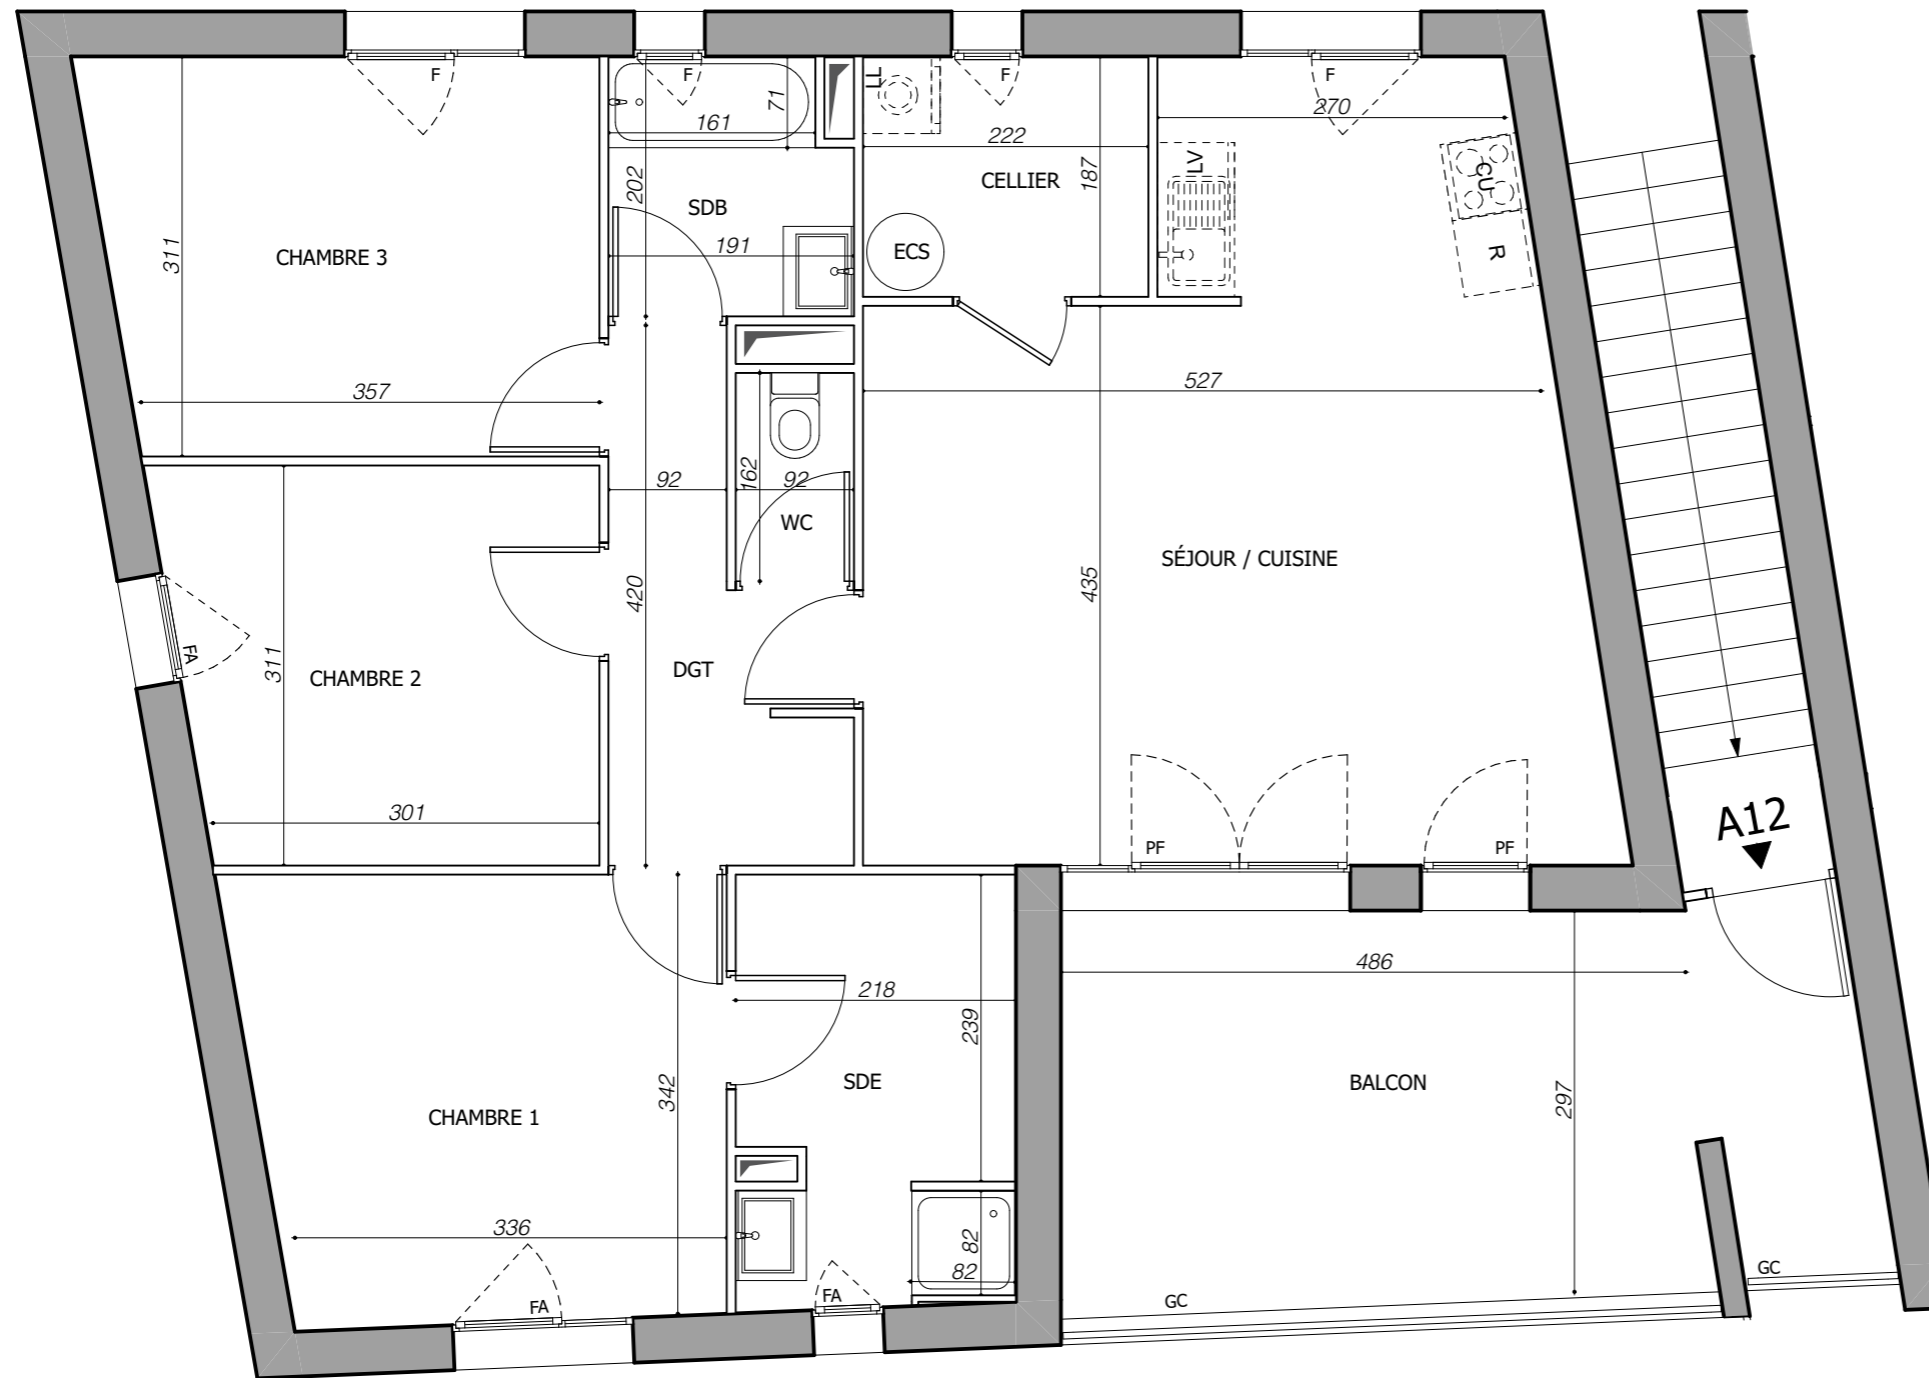 F
F
F
F
LL
71
161
270
222
LV
CU
CELLIER
187
202
SDB
191
ECS
R
311
CHAMBRE 3
357
527
92
162
92
WC
SÉJOUR / CUISINE
420
435
FA
311
CHAMBRE 2
DGT
301
PF
PF
A12
486
218
239
342
SDE
BALCON
297
CHAMBRE 1
336
82
82
FA
FA
GC
GC